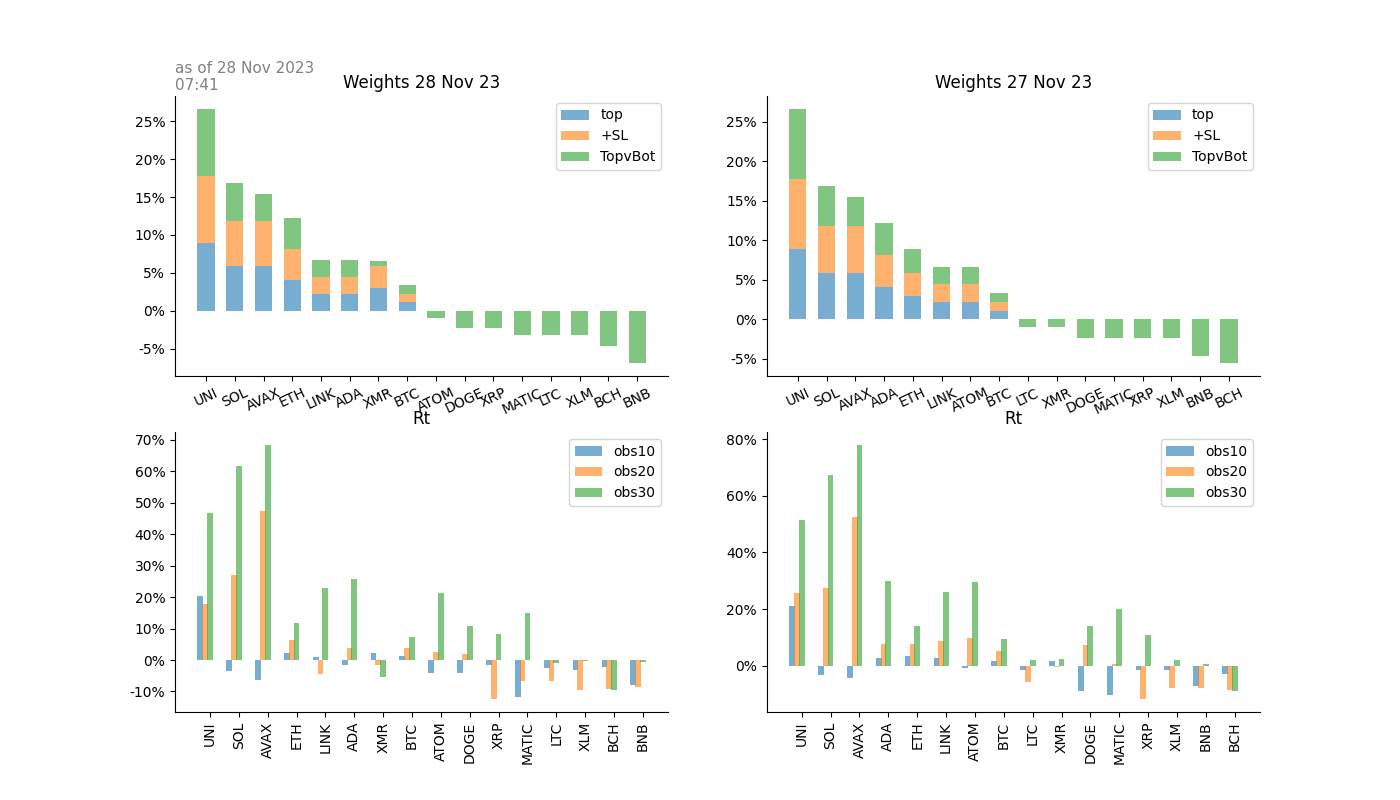 as of 28 Nov 2023
07:41
Weights 28 Nov 23
25%
20%
15%
10%
5%
0%
-5%
top
+SL
TopvBot
UNI SOL AVAX ETH LINK ADA XMR BTC ATOM DOGE XRP MATIC LTC XLM BCH BNB
Weights 27 Nov 23
25%
20%
15%
10%
5%
0%
-5%
top
+SL
TopvBot
UNI SOL AVAX ADA ETH LINK ATOM BTC LTC XMR DOGE MATIC XRP XLM BNB BCH
Rt
70%
60%
50%
40%
30%
20%
10%
0%
-10%
obs10
obs20
obs30
UNI SOL AVAX ETH LINK ADA XMR BTC ATOM DOGE XRP MATIC LTC XLM BCH BNB
Rt
80%
60%
40%
20%
0%
obs10
obs20
obs30
UNI SOL AVAX ADA ETH LINK ATOM BTC LTC XMR DOGE MATIC XRP XLM BNB BCH